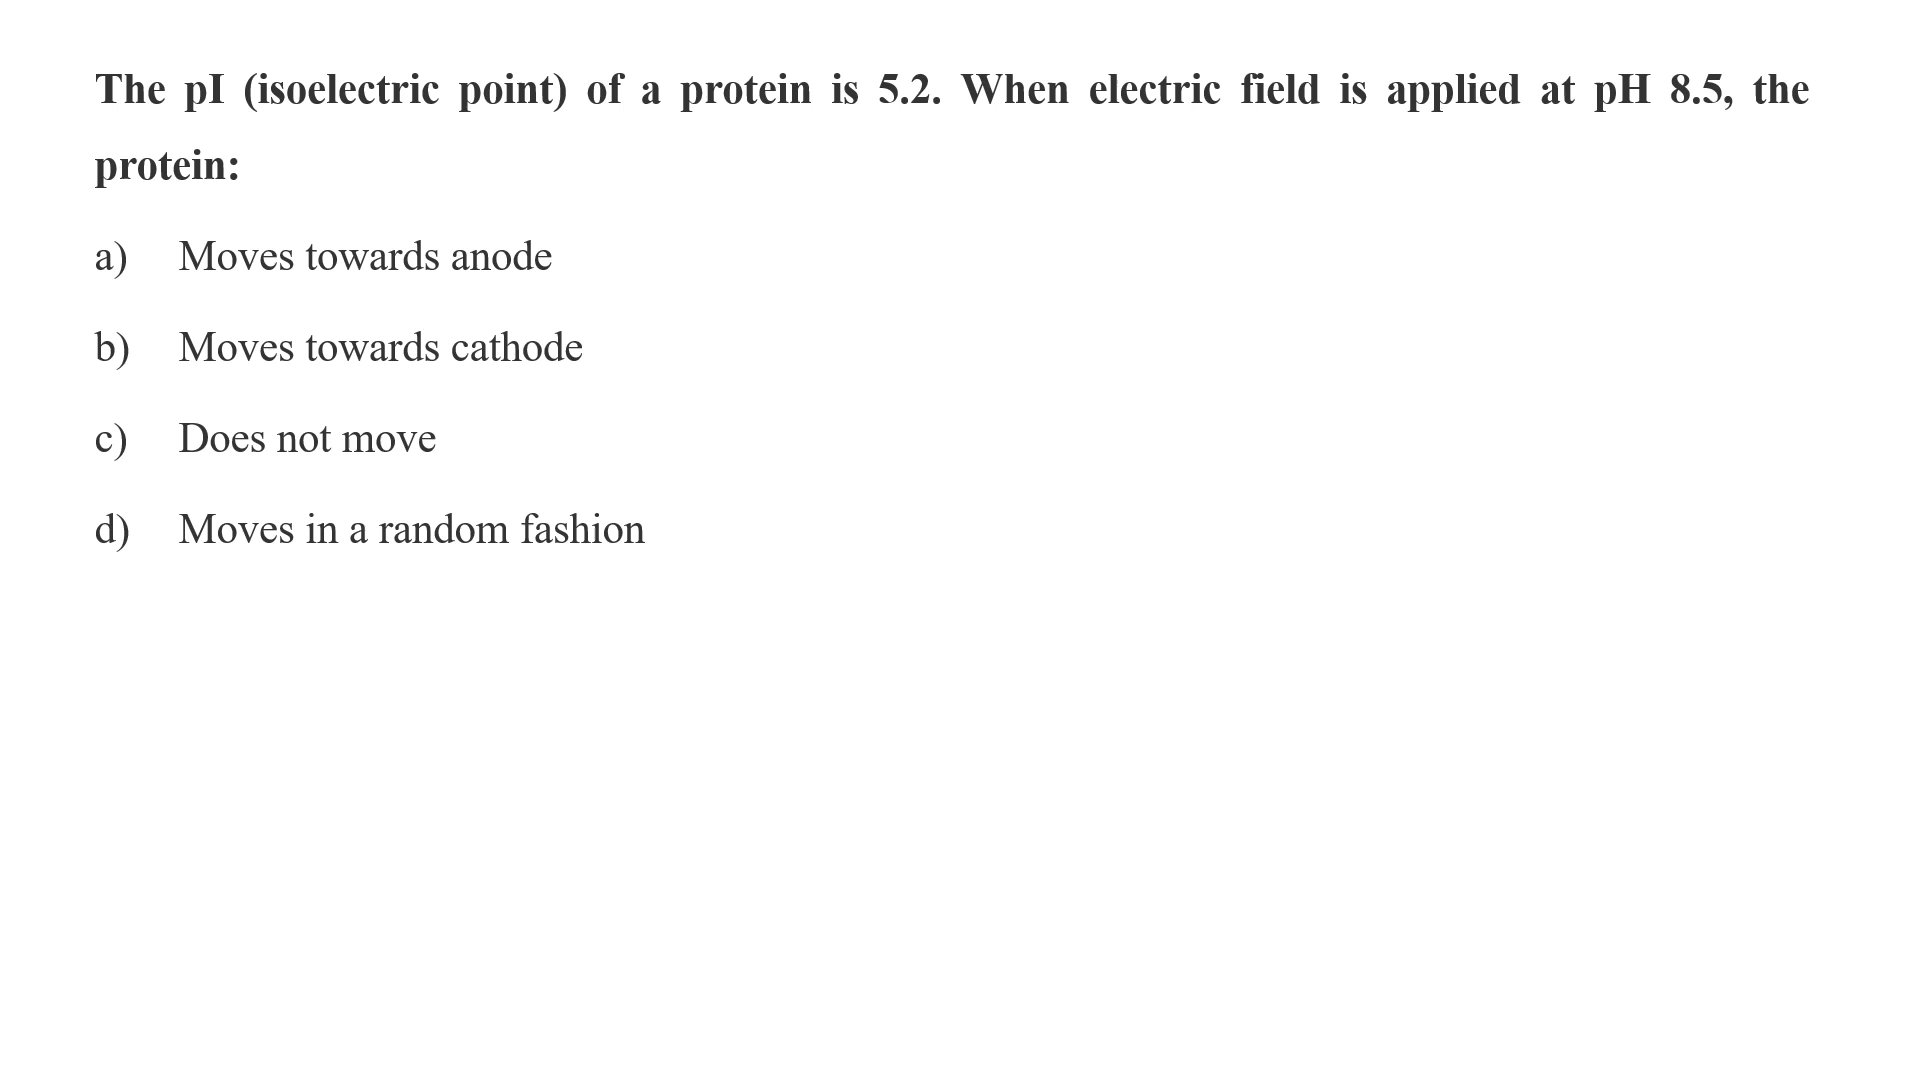 The pI (isoelectric point) of a protein is 5.2. When electric field is applied at pH 8.5, the
protein:
a) Moves towards anode
b) Moves towards cathode
c) Does not move
d) Moves in a random fashion